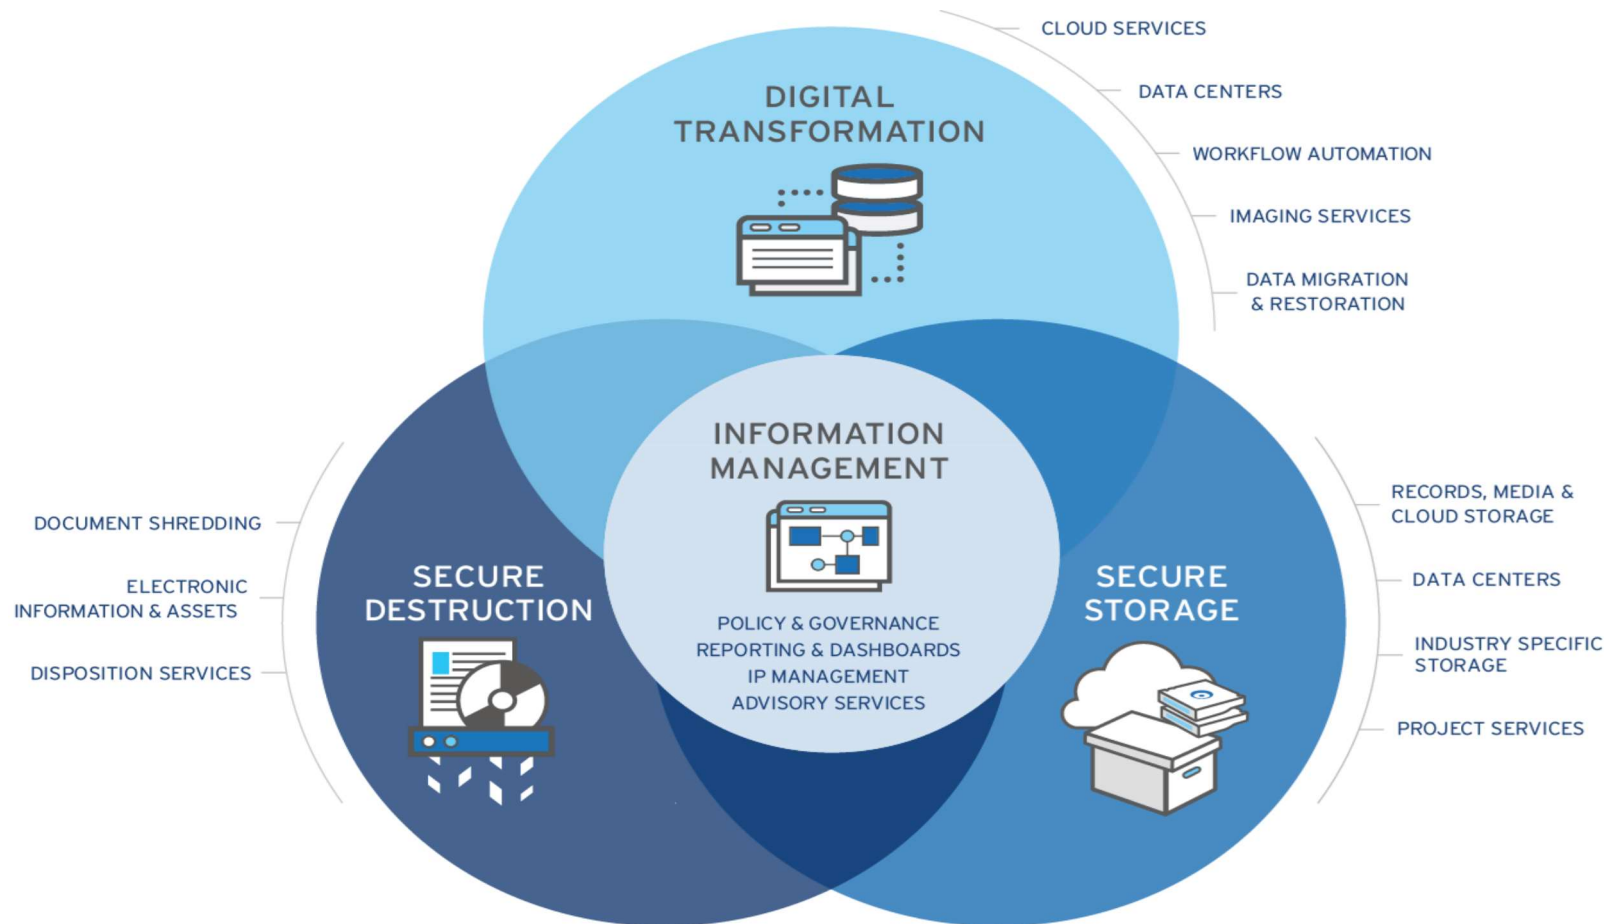 CLOUD SERVICES
DATA CENTERS
WORKFLOW AUTOMATION
IMAGING SERVICES
DATA MIGRATION
& RESTORATION
DIGITAL
TRANSFORMATION
INFORMATION
MANAGEMENT
POLICY & GOVERNANCE
REPORTING & DASHBOARDS
IP MANAGEMENT
ADVISORY SERVICES
DOCUMENT SHREDDING
ELECTRONIC
INFORMATION & ASSETS
DISPOSITION SERVICES
SECURE
DESTRUCTION
SECURE
STORAGE
RECORDS, MEDIA &
CLOUD STORAGE
DATA CENTERS
INDUSTRY SPECIFIC
STORAGE
PROJECT SERVICES